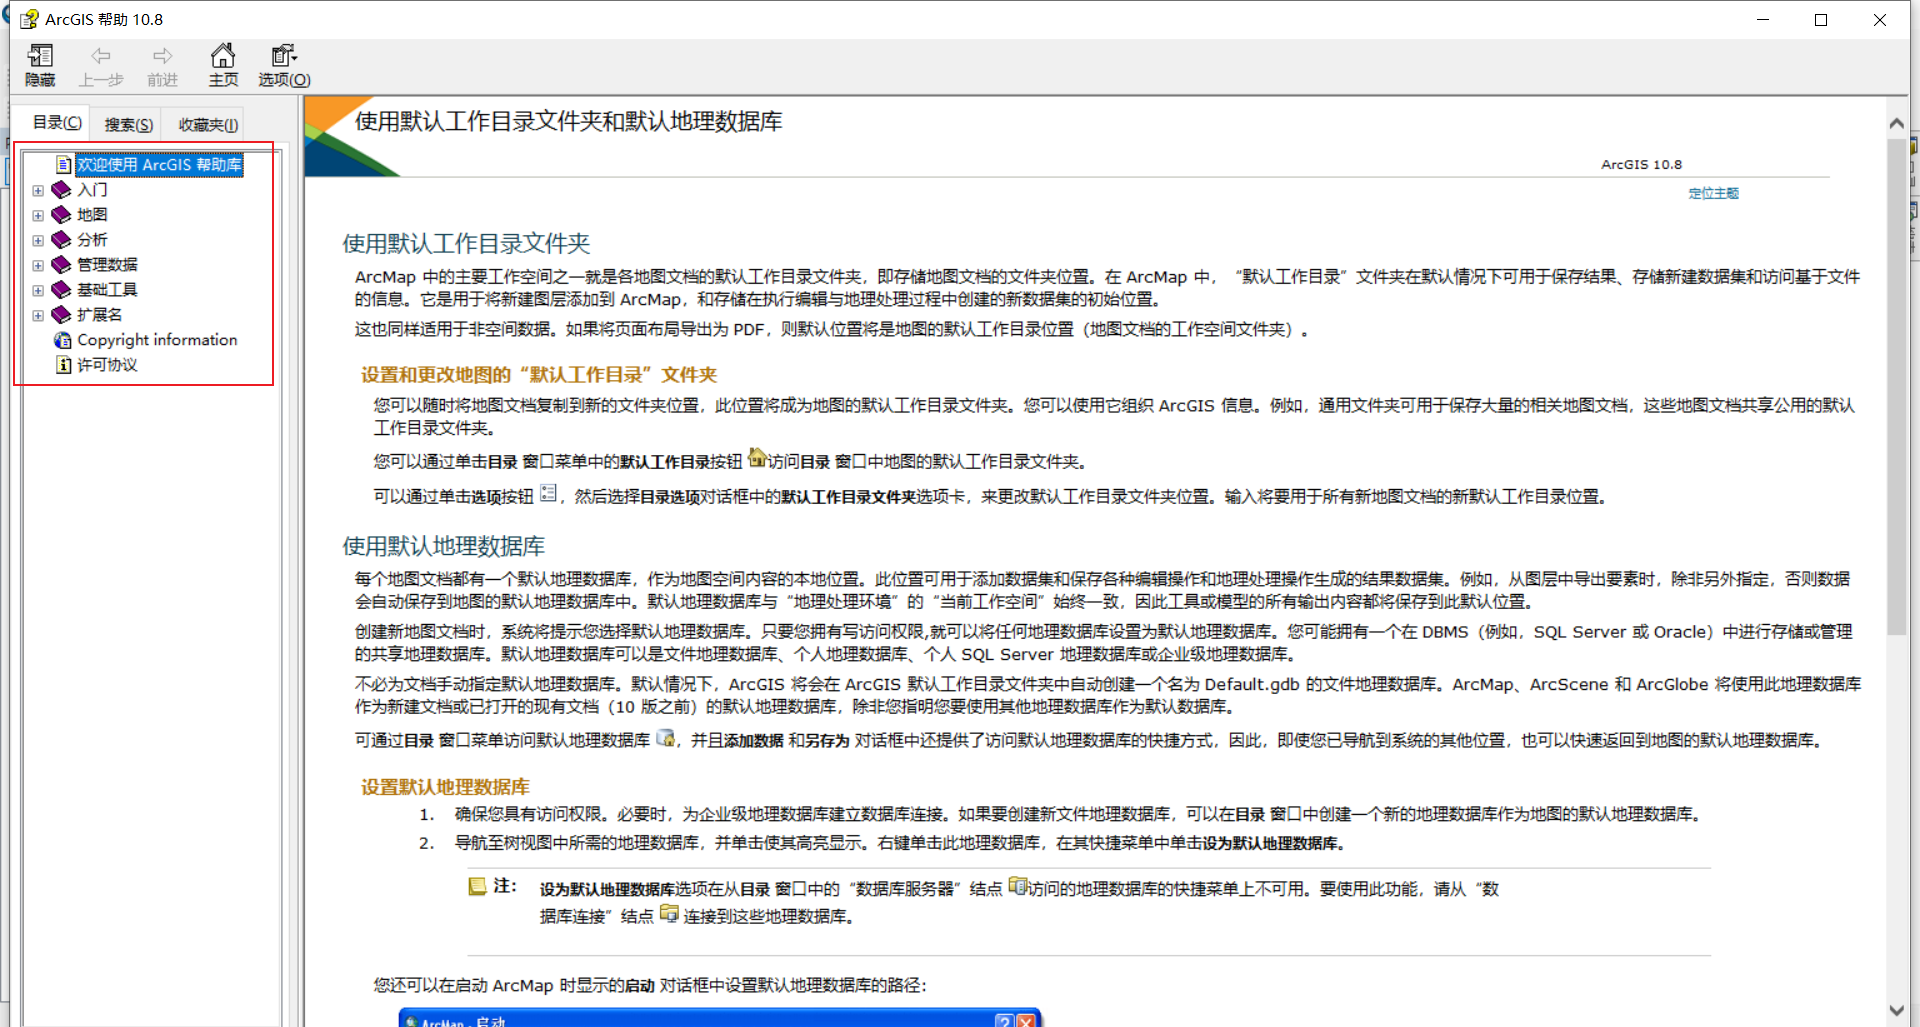 ArcGIS 帮助 10.8
隐藏 上一步 前进 主页 选项(O)
目录(C) 搜索(S) 收藏夹(I)
欢迎使用 ArcGIS 帮助库
入门
地图
分析
管理数据
基础工具
扩展名
Copyright information
许可协议
使用默认工作目录文件夹和默认地理数据库
ArcGIS 10.8
定位主题
使用默认工作目录文件夹
ArcMap 中的主要工作空间之一就是各地图文档的默认工作目录文件夹，即存储地图文档的文件夹位置。在 ArcMap 中，“默认工作目录”文件夹在默认情况下可用于保存结果、存储新建数据集和访问基于文件
的信息。它是用于将新建图层添加到 ArcMap，和存储在执行编辑与地理处理过程中创建的新数据集的初始位置。
这也同样适用于非空间数据。如果将页面布局导出为 PDF，则默认位置将是地图的默认工作目录位置（地图文档的工作空间文件夹）。
设置和更改地图的“默认工作目录”文件夹
您可以随时将地图文档复制到新的文件夹位置，此位置将成为地图的默认工作目录文件夹。您可以使用它组织 ArcGIS 信息。例如，通用文件夹可用于保存大量的相关地图文档，这些地图文档共享公用的默认
工作目录文件夹。
您可以通过单击目录 窗口菜单中的默认工作目录按钮 访问目录 窗口中地图的默认工作目录文件夹。
可以通过单击选项按钮 ，然后选择目录选项对话框中的默认工作目录文件夹选项卡，来更改默认工作目录文件夹位置。输入将要用于所有新地图文档的新默认工作目录位置。
使用默认地理数据库
每个地图文档都有一个默认地理数据库，作为地图空间内容的本地位置。此位置可用于添加数据集和保存各种编辑操作和地理处理操作生成的结果数据集。例如，从图层中导出要素时，除非另外指定，否则数据
会自动保存到地图的默认地理数据库中。默认地理数据库与“地理处理环境”的“当前工作空间”始终一致，因此工具或模型的所有输出内容都将保存到此默认位置。
创建新地图文档时，系统将提示您选择默认地理数据库。只要您拥有写访问权限,就可以将任何地理数据库设置为默认地理数据库。您可能拥有一个在 DBMS（例如，SQL Server 或 Oracle）中进行存储或管理
的共享地理数据库。默认地理数据库可以是文件地理数据库、个人地理数据库、个人 SQL Server 地理数据库或企业级地理数据库。
不必为文档手动指定默认地理数据库。默认情况下，ArcGIS 将会在 ArcGIS 默认工作目录文件夹中自动创建一个名为 Default.gdb 的文件地理数据库。ArcMap、ArcScene 和 ArcGlobe 将使用此地理数据库
作为新建文档或已打开的现有文档（10 版之前）的默认地理数据库，除非您指明您要使用其他地理数据库作为默认数据库。
可通过目录 窗口菜单访问默认地理数据库 ，并且添加数据 和另存为 对话框中还提供了访问默认地理数据库的快捷方式，因此，即使您已导航到系统的其他位置，也可以快速返回到地图的默认地理数据库。
设置默认地理数据库
1. 确保您具有访问权限。必要时，为企业级地理数据库建立数据库连接。如果要创建新文件地理数据库，可以在目录 窗口中创建一个新的地理数据库作为地图的默认地理数据库。
2. 导航至树视图中所需的地理数据库，并单击使其高亮显示。右键单击此地理数据库，在其快捷菜单中单击设为默认地理数据库。
注： 设为默认地理数据库选项在从目录 窗口中的“数据库服务器”结点 访问的地理数据库的快捷菜单上不可用。要使用此功能，请从“数
据库连接”结点 连接到这些地理数据库。
您还可以在启动 ArcMap 时显示的启动 对话框中设置默认地理数据库的路径：
ArcMap - 启动